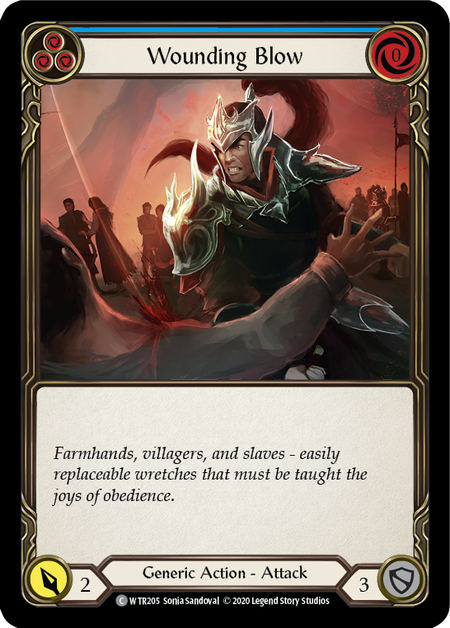 Wounding Blow
0
Farmhands, villagers, and slaves - easily
replaceable wretches that must be taught the
joys of obedience.
2
Generic Action - Attack
3
C WTR205 Sonia Sandoval ©2020 Legend Story Studios